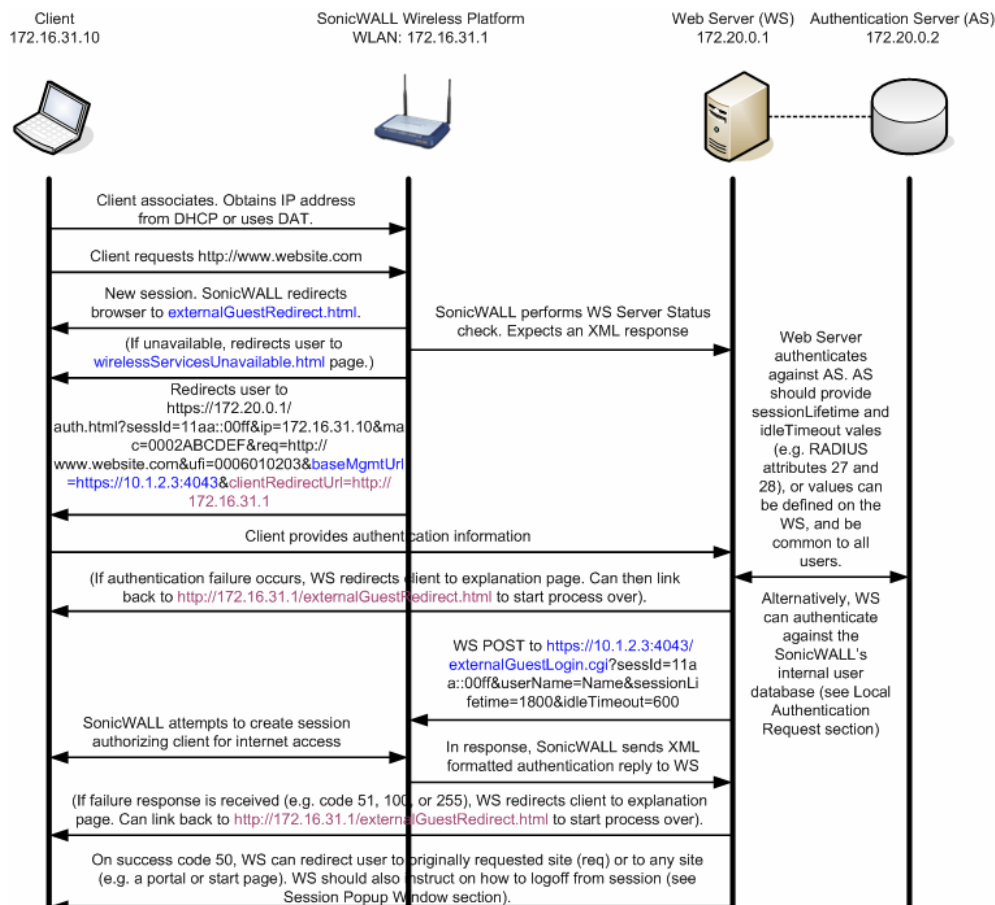 Client
172.16.31.10
SonicWALL Wireless Platform
WLAN: 172.16.31.1
Web Server (WS)
172.20.0.1
Authentication Server (AS)
172.20.0.2
Client associates. Obtains IP address
from DHCP or uses DAT.
Client requests http://www.website.com
New session. SonicWALL redirects
browser to externalGuestRedirect.html.
SonicWALL performs WS Server Status
check. Expects an XML response
(If unavailable, redirects user to
wirelessServicesUnavailable.html page.)
Redirects user to
https://172.20.0.1/
auth.html?sessId=11aa::00ff&ip=172.16.31.10&ma
c=0002ABCDEF&req=http://
www.website.com&ufi=0006010203&baseMgmtUrl
=https://10.1.2.3:4043&clientRedirectUrl=http://
172.16.31.1
Web Server
authenticates
against AS. AS
should provide
sessionLifetime and
idleTimeout vales
(e.g. RADIUS
attributes 27 and
28), or values can
be defined on the
WS, and be
common to all
users.
Client provides authentication information
(If authentication failure occurs, WS redirects client to explanation page. Can then link
back to http://172.16.31.1/externalGuestRedirect.html to start process over).
Alternatively, WS
can authenticate
against the
SonicWALL's
internal user
database (see Local
Authentication
Request section)
WS POST to https://10.1.2.3:4043/
externalGuestLogin.cgi?sessId=11a
a::00ff&userName=Name&sessionLi
fetime=1800&idleTimeout=600
SonicWALL attempts to create session
authorizing client for internet access
In response, SonicWALL sends XML
formatted authentication reply to WS
(If failure response is received (e.g. code 51, 100, or 255), WS redirects client to explanation
page. Can link back to http://172.16.31.1/externalGuestRedirect.html to start process over).
On success code 50, WS can redirect user to originally requested site (req) or to any site
(e.g. a portal or start page). WS should also instruct on how to logoff from session (see
Session Popup Window section).